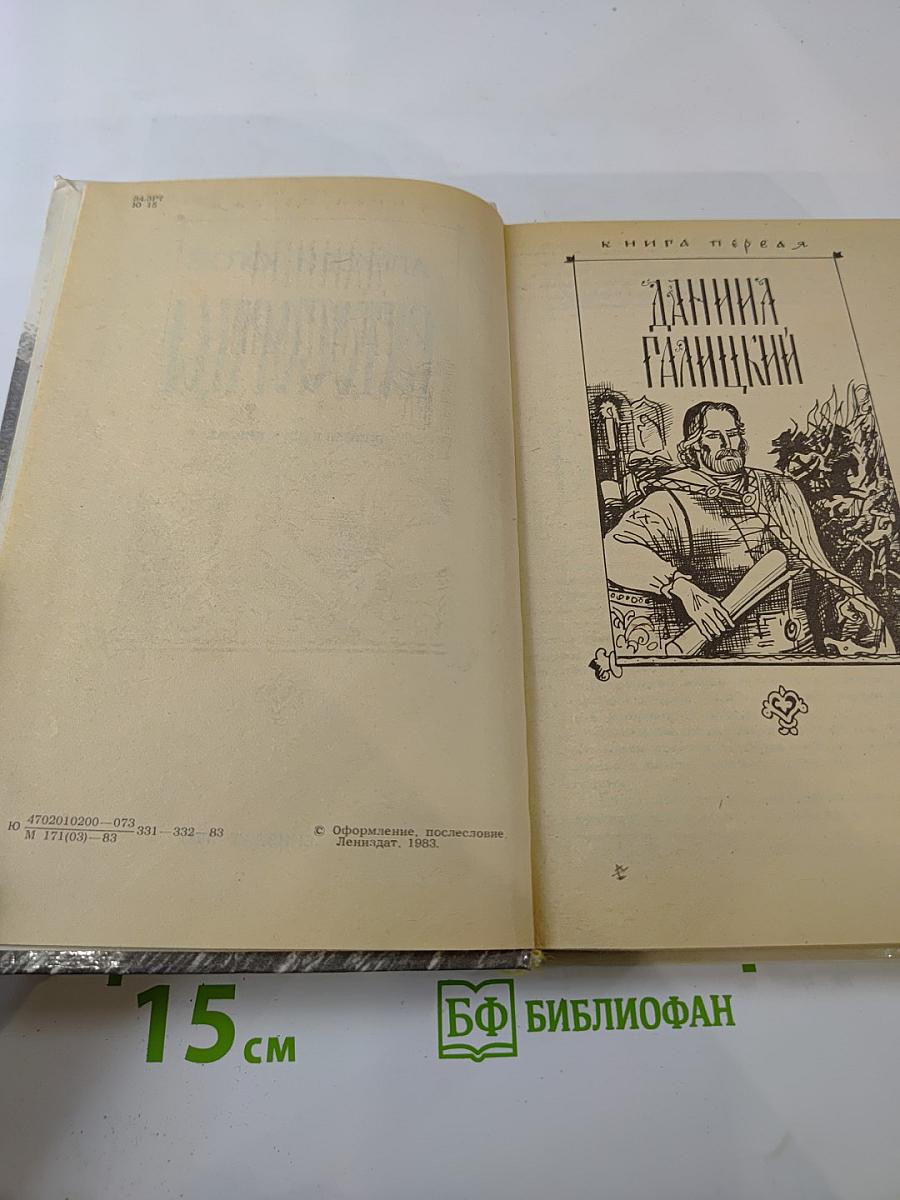 84.3Р7
Ю 15
Ю 4702010200—073
М 171(03)—83
331—332—83
© Оформление, послесловие.
Лениздат, 1983.
книга первая
ДАНИИЛ
ГАЛИЦКИЙ
15 см
БФ БИБЛИОФАН